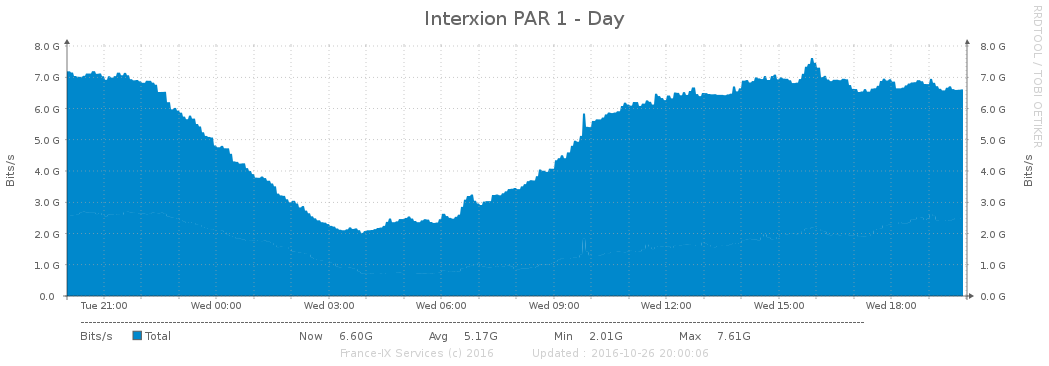 Interxion PAR 1 - Day
RRDTOOL / TOBI OETIKER
Bits/s
8.0 G 8.0 G
7.0 G 7.0 G
6.0 G 6.0 G
5.0 G 5.0 G
4.0 G 4.0 G
3.0 G 3.0 G
2.0 G 2.0 G
1.0 G 1.0 G
0.0 0.0 G
Bits/s
Tue 21:00 Wed 00:00 Wed 03:00 Wed 06:00 Wed 09:00 Wed 12:00 Wed 15:00 Wed 18:00
Bits/s Total Now 6.60G Avg 5.17G Min 2.01G Max 7.61G
France-IX Services (c) 2016 Updated : 2016-10-26 20:00:06